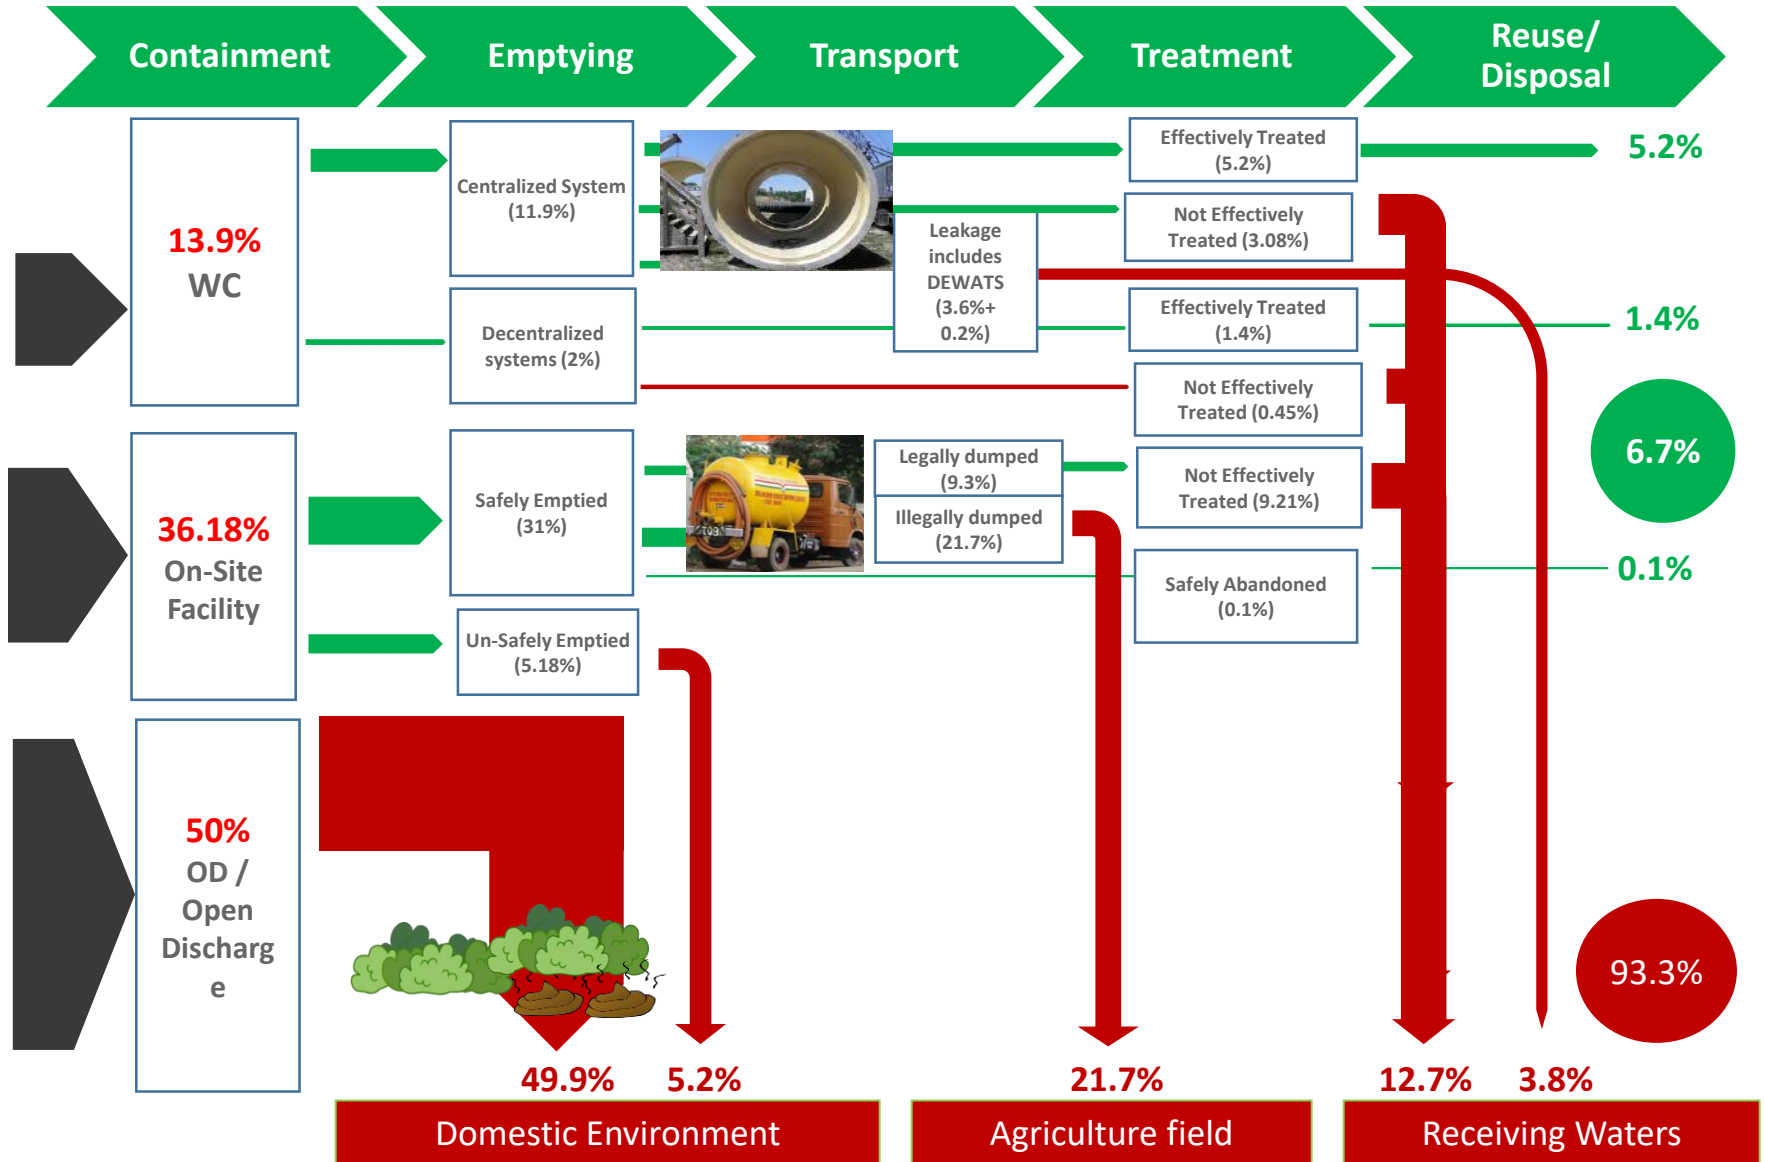 Containment
Emptying
Transport
Treatment
Reuse/
Disposal
13.9%
WC
Centralized System
(11.9%)
Decentralized
systems (2%)
Leakage
includes
DEWATS
(3.6%+
0.2%)
Effectively Treated
(5.2%)
Not Effectively
Treated (3.08%)
Effectively Treated
(1.4%)
Not Effectively
Treated (0.45%)
5.2%
1.4%
6.7%
36.18%
On-Site
Facility
Safely Emptied
(31%)
Un-Safely Emptied
(5.18%)
Legally dumped
(9.3%)
Illegally dumped
(21.7%)
Not Effectively
Treated (9.21%)
Safely Abandoned
(0.1%)
0.1%
50%
OD /
Open
Discharg
e
93.3%
49.9%
5.2%
21.7%
12.7%
3.8%
Domestic Environment
Agriculture field
Receiving Waters